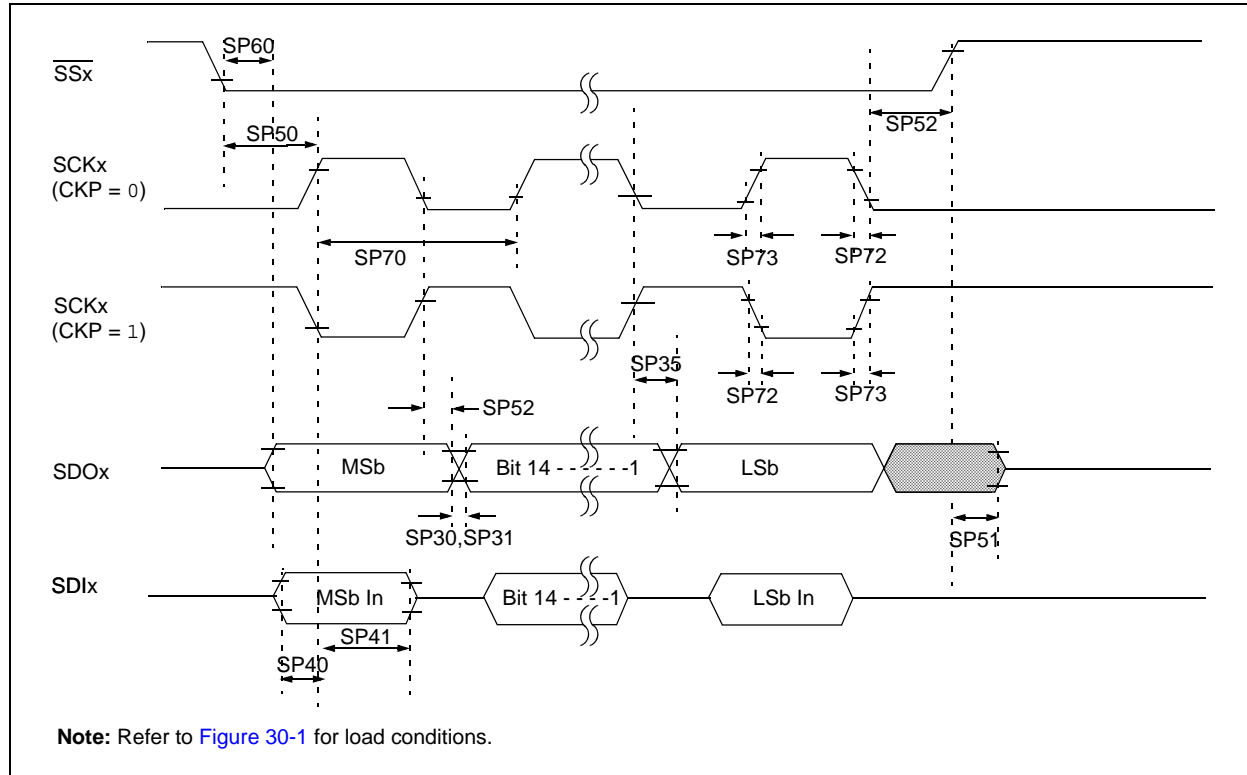 SP60
SSx
SP50
SP52
SCKx
(CKP = 0)
SP70
SP73
SP72
SCKx
(CKP = 1)
SP35
SP72
SP73
SP52
SDOx
MSb
Bit 14 - - - - - -1
LSb
SP30,SP31
SP51
SDIx
MSb In
Bit 14 - - - -1
LSb In
SP41
SP40
Note: Refer to Figure 30-1 for load conditions.